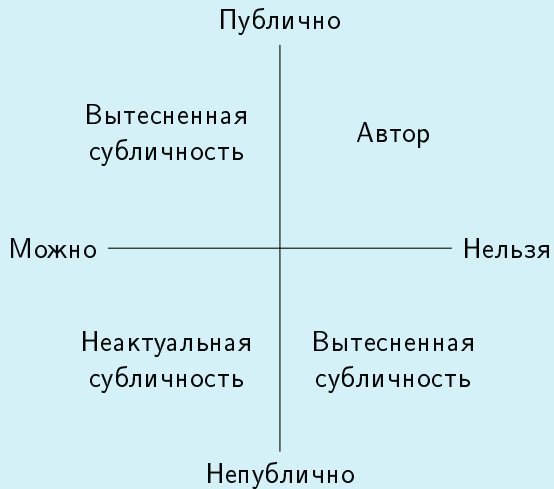 Публично
Вытесненная
субличность
Автор
Можно
Нельзя
Неактуальная
субличность
Вытесненная
субличность
Непублично